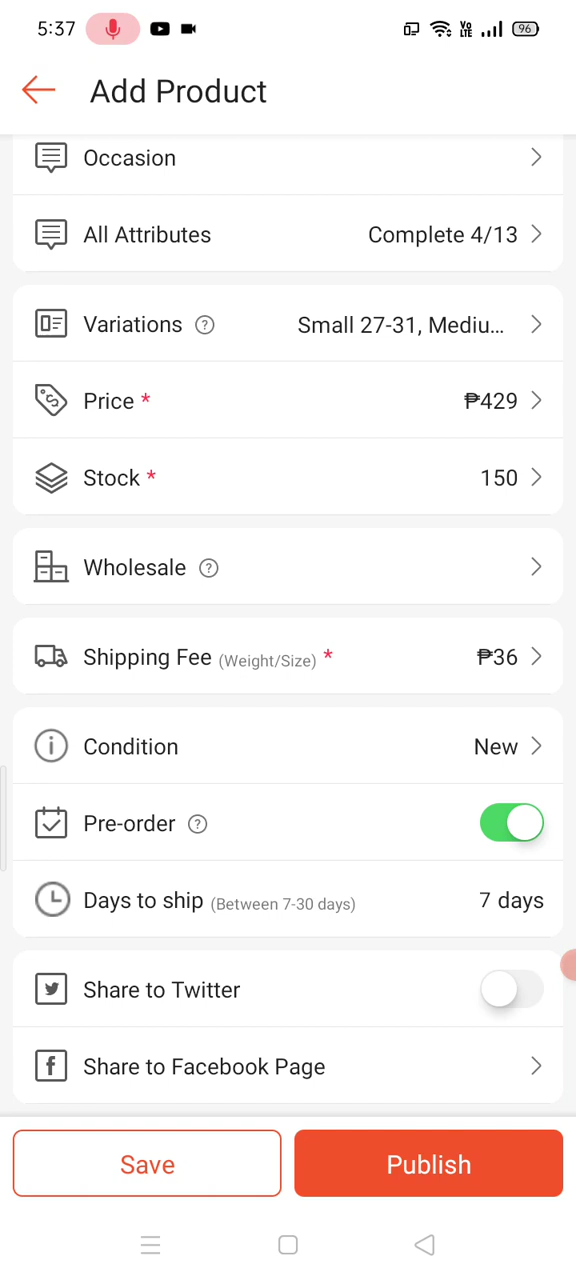 5:37 VO LTE 96
Add Product
Occasion
All Attributes Complete 4/13
Variations ? Small 27-31, Mediu...
Price * ₱429
Stock * 150
Wholesale ?
Shipping Fee (Weight/Size) * ₱36
Condition New
Pre-order ?
Days to ship (Between 7-30 days) 7 days
Share to Twitter
Share to Facebook Page
Save Publish